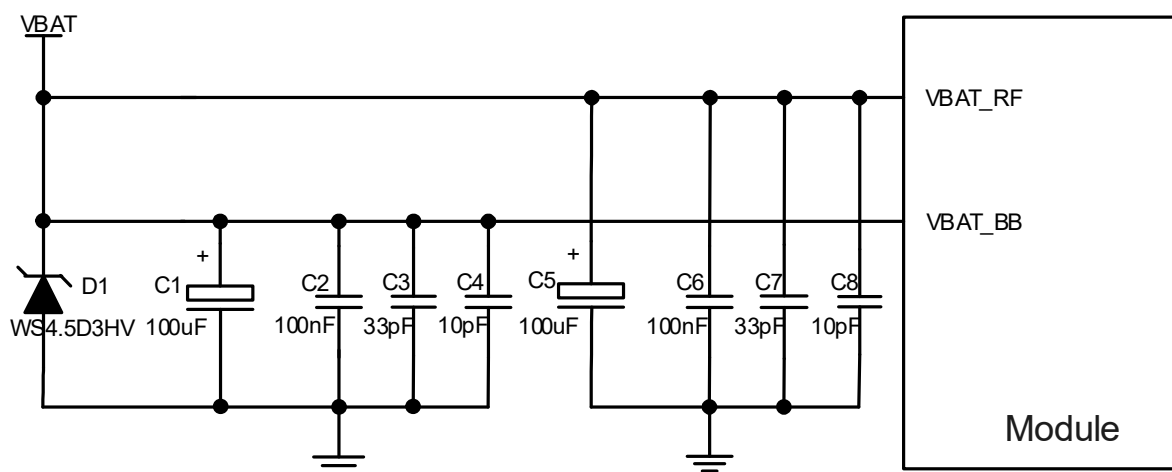 VBAT
VBAT_RF
VBAT_BB
+
+
D1
C1
C2
C3
C4
C5
C6
C7
C8
WS4.5D3HV
100uF
100nF
33pF
10pF
100uF
100nF
33pF
10pF
Module